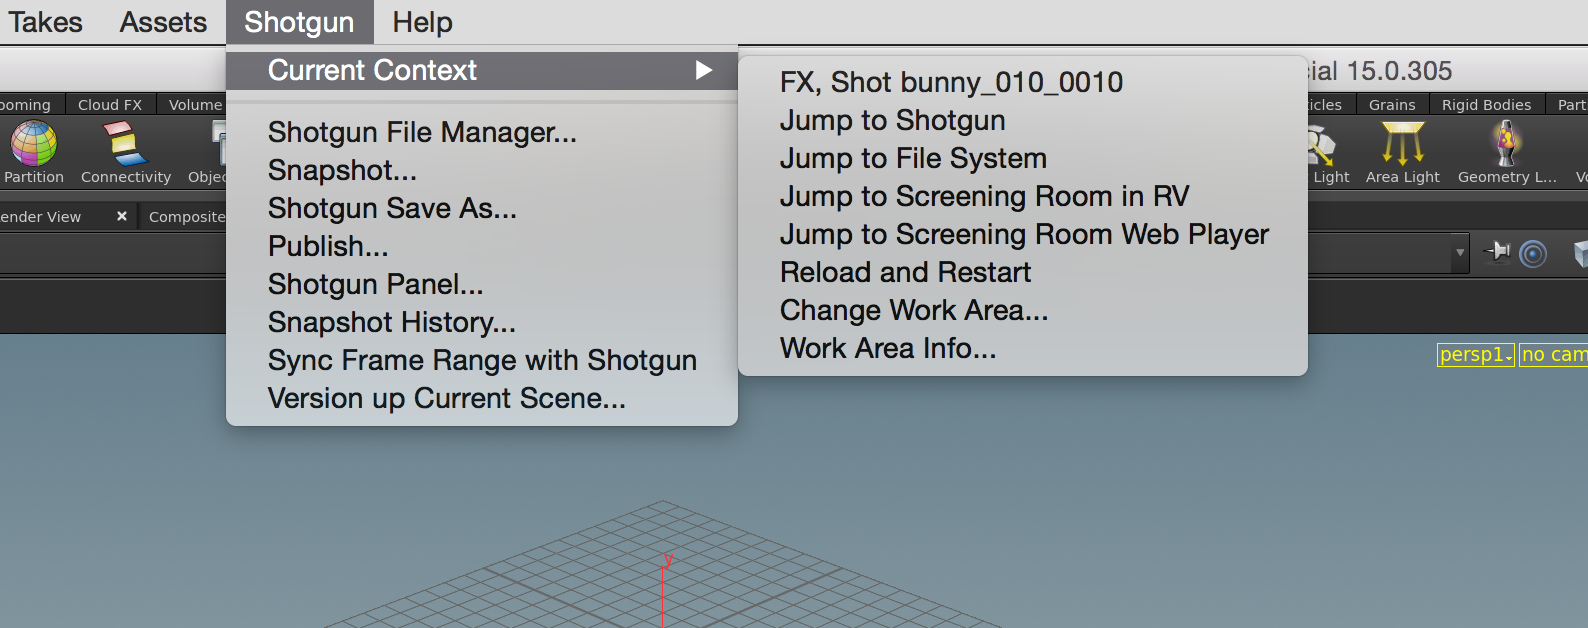 Takes Assets Shotgun Help
Current Context
Shotgun File Manager...
Snapshot...
Shotgun Save As...
Publish...
Shotgun Panel...
Snapshot History...
Sync Frame Range with Shotgun
Version up Current Scene...
FX, Shot bunny_010_0010
Jump to Shotgun
Jump to File System
Jump to Screening Room in RV
Jump to Screening Room Web Player
Reload and Restart
Change Work Area...
Work Area Info...
ial 15.0.305
ooming Cloud FX Volume
icles Grains Rigid Bodies Part
Partition Connectivity Objec
Light Area Light Geometry L... Vo
ender View Composite
persp1 no cam
y